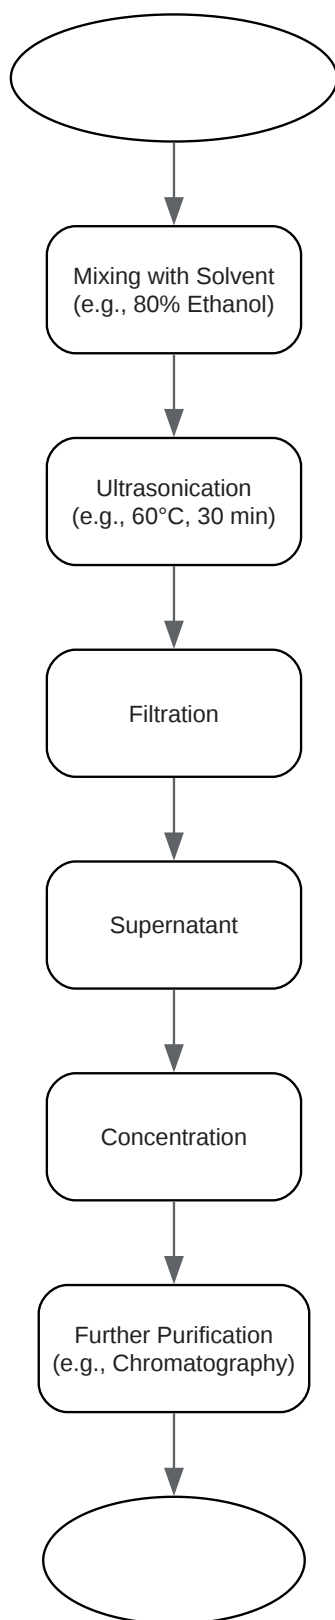 Mixing with Solvent
(e.g., 80% Ethanol)
Ultrasonication
(e.g., 60°C, 30 min)
Filtration
Supernatant
Concentration
Further Purification
(e.g., Chromatography)